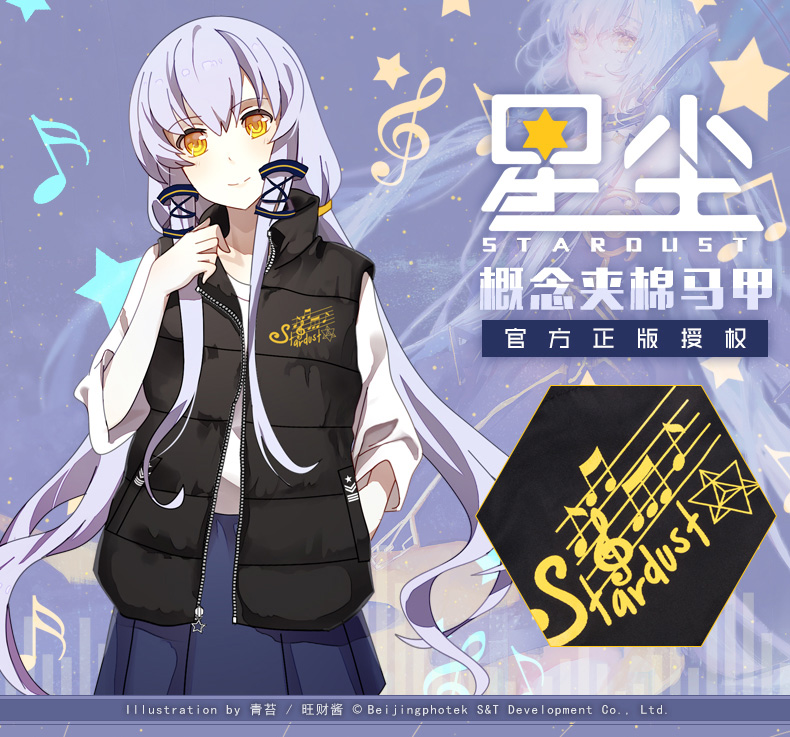 星尘
STARDUST
概念夹棉马甲
官方正版授权
Stardust
Stardust
Illustration by 青苔 / 旺财酱 © Beijingphotek S&T Development Co., Ltd.